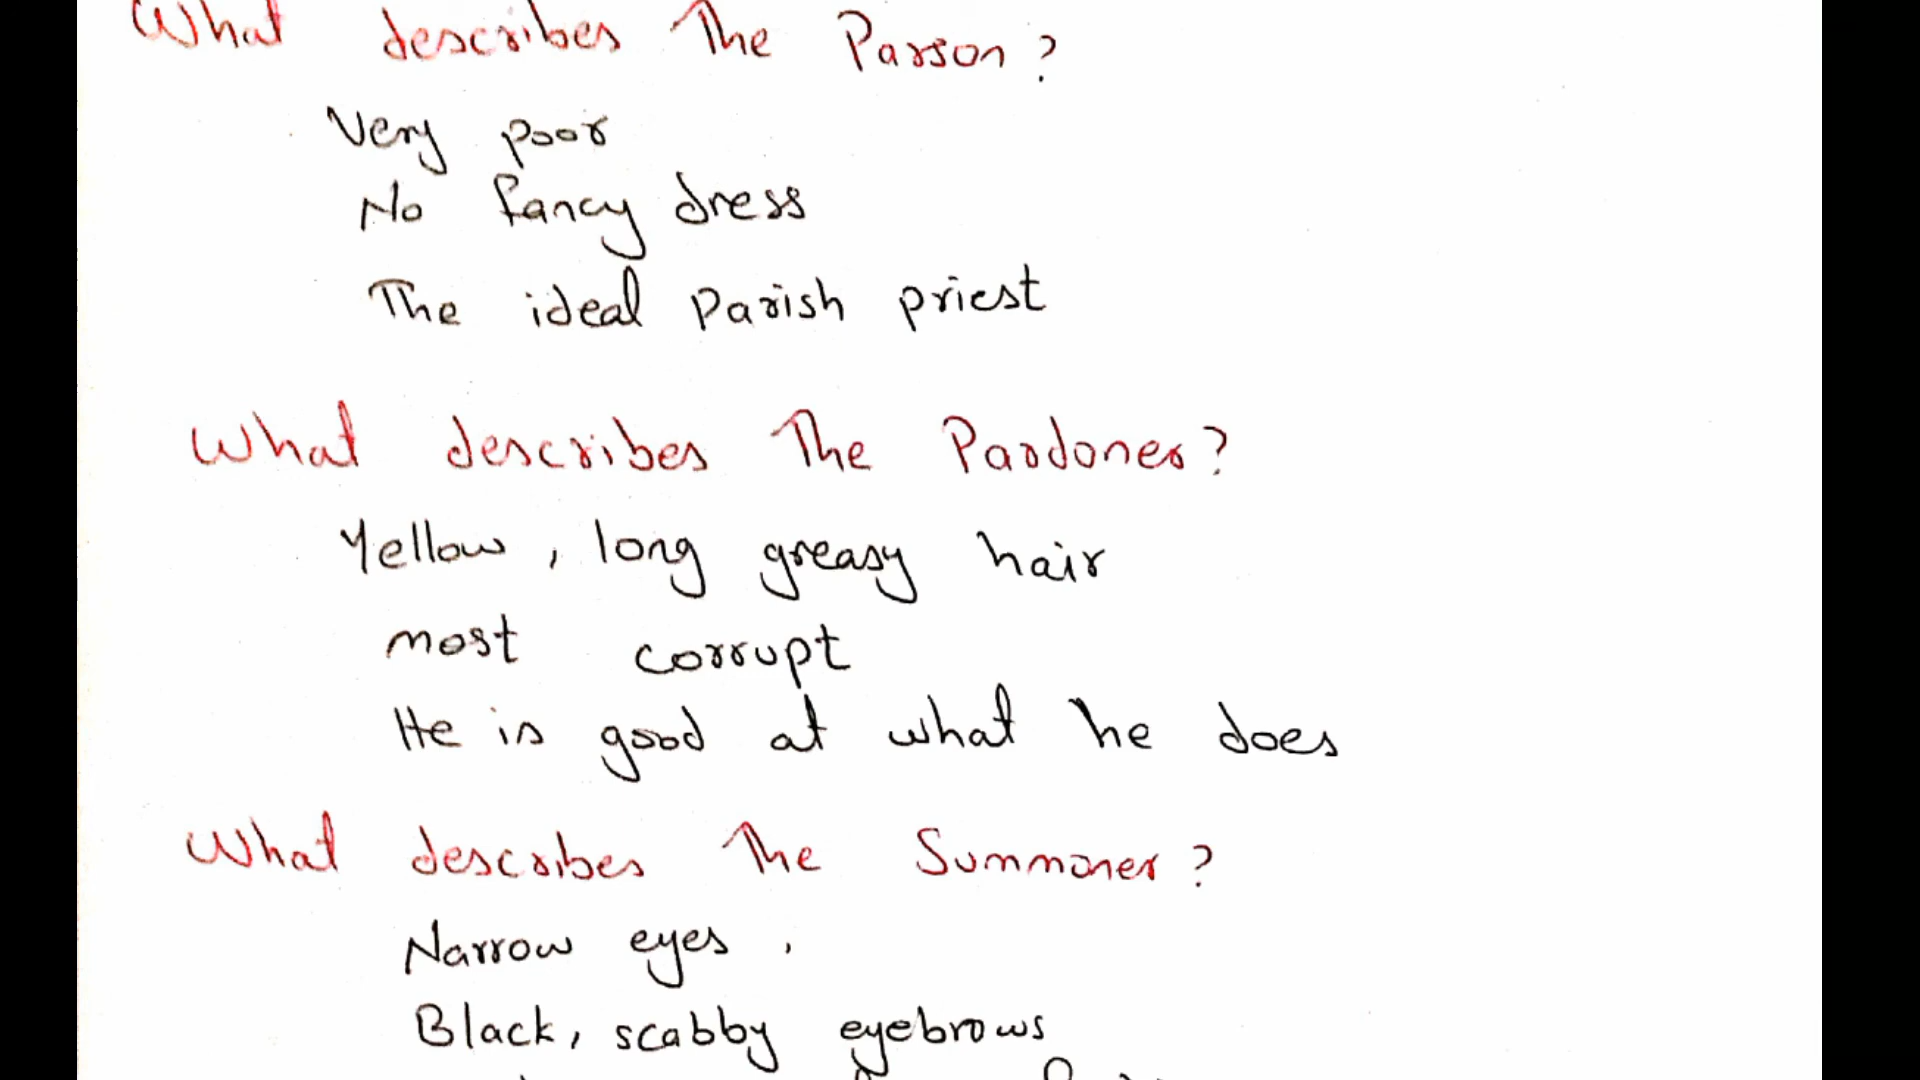 What describes The Parson?
Very poor
No fancy dress
The ideal Parish priest
What describes The Pardoner?
Yellow, long greasy hair
most corrupt
He is good at what he does
What describes The Summoner?
Narrow eyes,
Black, scabby eyebrows